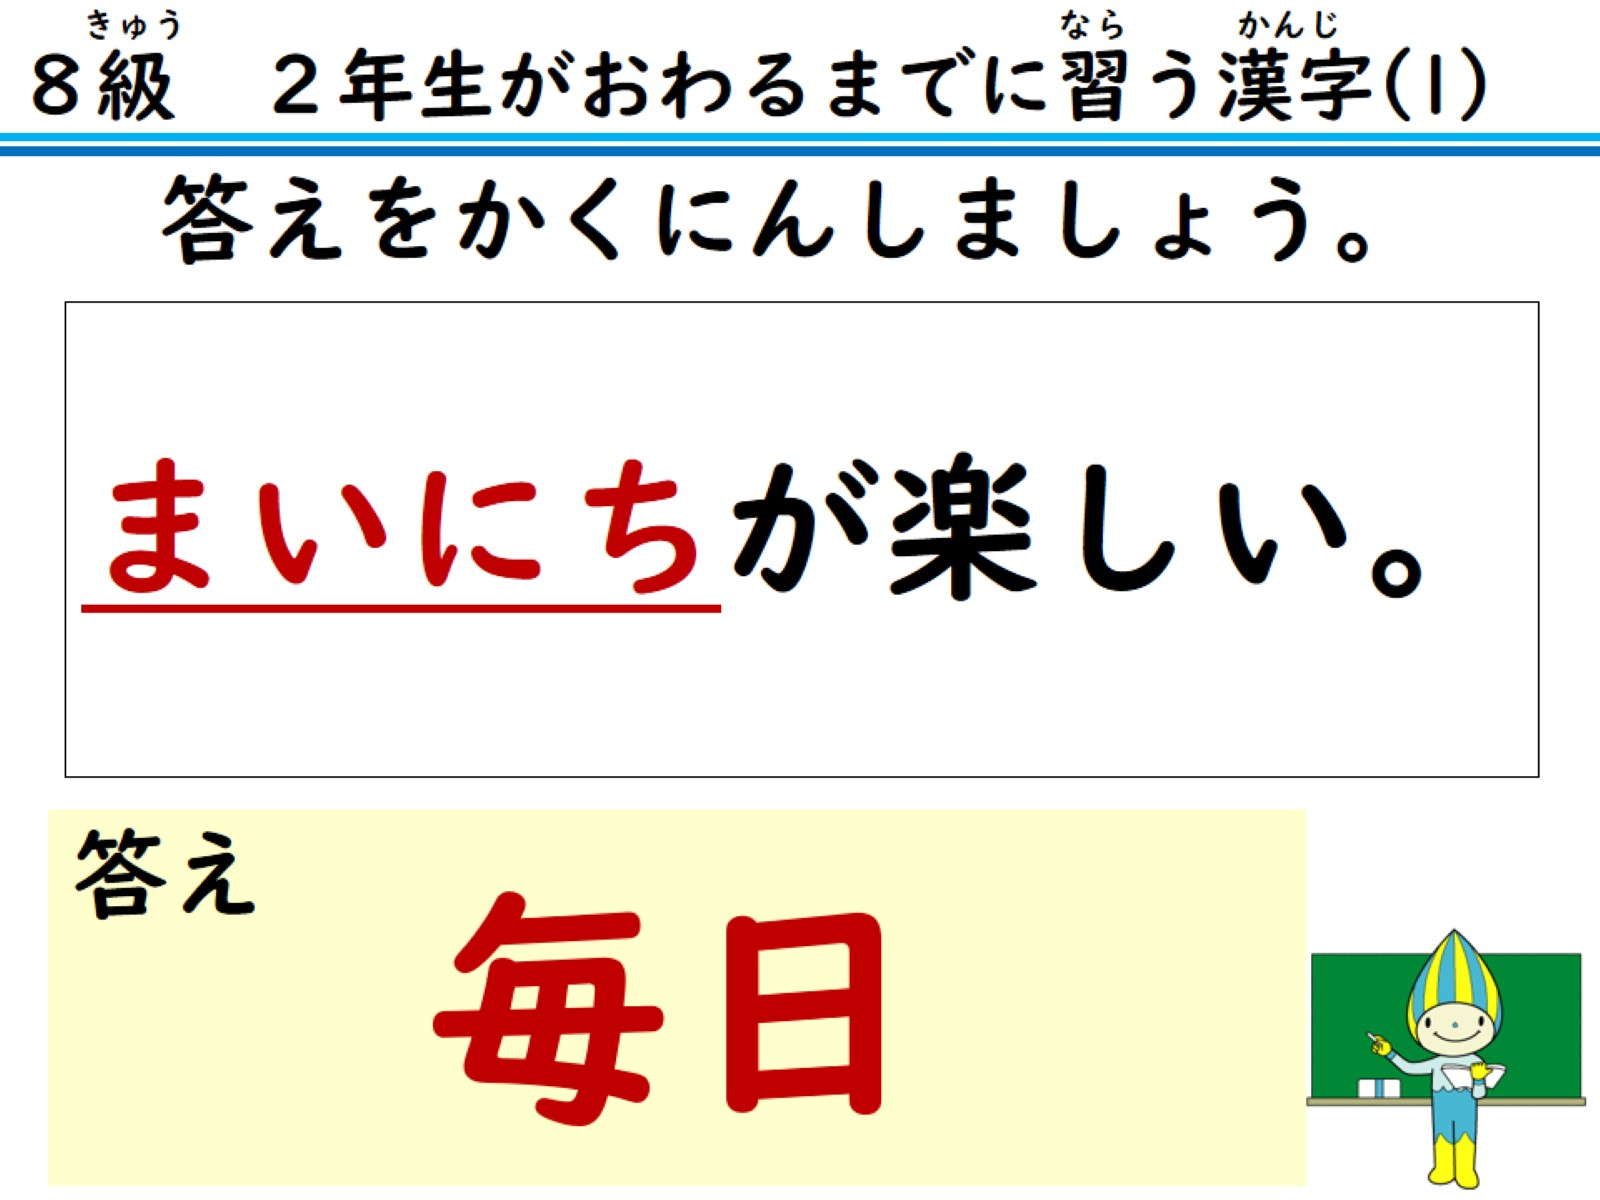 きゅう なら かんじ
８級　２年生がおわるまでに習う漢字(1)
答えをかくにんしましょう。
まいにちが楽しい。
答え
毎日